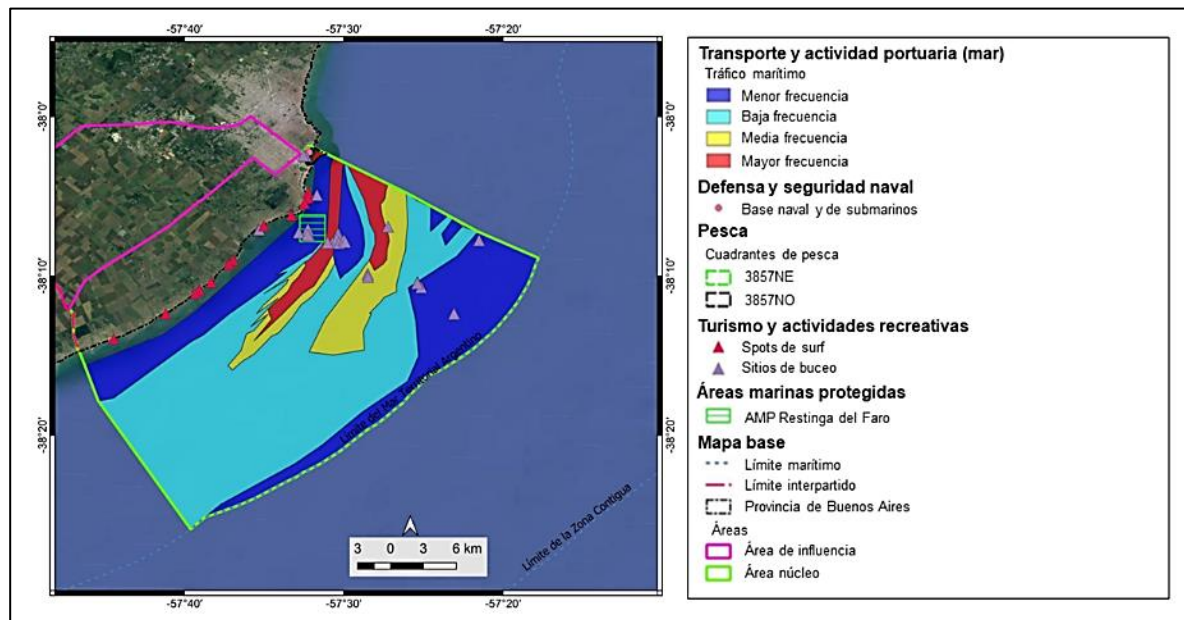 -57°40'
-57°30'
-57°20'
-38°0'
-38°0'
-38°10'
-38°10'
-38°20'
-38°20'
Límite del Mar Territorial Argentino
Límite de la Zona Contigua
3 0 3 6 km
-57°40'
-57°30'
-57°20'
Transporte y actividad portuaria (mar)
Tráfico marítimo
Menor frecuencia
Baja frecuencia
Media frecuencia
Mayor frecuencia
Defensa y seguridad naval
Base naval y de submarinos
Pesca
Cuadrantes de pesca
3857NE
3857NO
Turismo y actividades recreativas
Spots de surf
Sitios de buceo
Áreas marinas protegidas
AMP Restinga del Faro
Mapa base
Límite marítimo
Límite interpartido
Provincia de Buenos Aires
Áreas
Área de influencia
Área núcleo